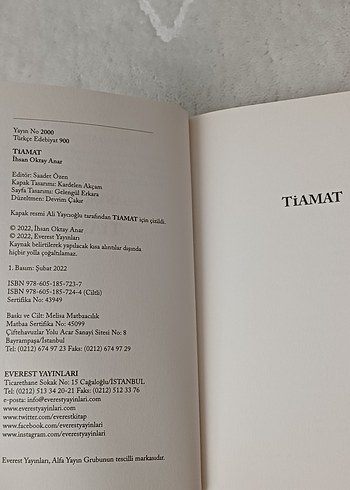 Yayın No 2000
Türkçe Edebiyat 900
TİAMAT
İhsan Oktay Anar
Editör: Saadet Özen
Kapak Tasarımı: Kardelen Akçam
Sayfa Tasarımı: Gelengül Erkara
Düzeltmen: Devrim Çakır
Kapak resmi Ali Yaycıoğlu tarafından TİAMAT için çizildi.
© 2022, İhsan Oktay Anar
© 2022, Everest Yayınları
Kaynak belirtilerek yapılacak kısa alıntılar dışında
hiçbir yolla çoğaltılamaz.
1. Basım: Şubat 2022
ISBN 978-605-185-723-7
ISBN 978-605-185-724-4 (Ciltli)
Sertifika No: 43949
Baskı ve Cilt: Melisa Matbaacılık
Matbaa Sertifika No: 45099
Çiftehavuzlar Yolu Acar Sanayi Sitesi No: 8
Bayrampaşa/İstanbul
Tel: (0212) 674 97 23 Faks: (0212) 674 97 29
EVEREST YAYINLARI
Ticarethane Sokak No: 15 Cağaloğlu/İSTANBUL
Tel: (0212) 513 34 20-21 Faks: (0212) 512 33 76
e-posta: info@everestyayinlari.com
www.everestyayinlari.com
www.twitter.com/everestkitap
www.facebook.com/everestyayinlari
www.instagram.com/everestyayinlari
Everest Yayınları, Alfa Yayın Grubunun tescilli markasıdır.
TİAMAT